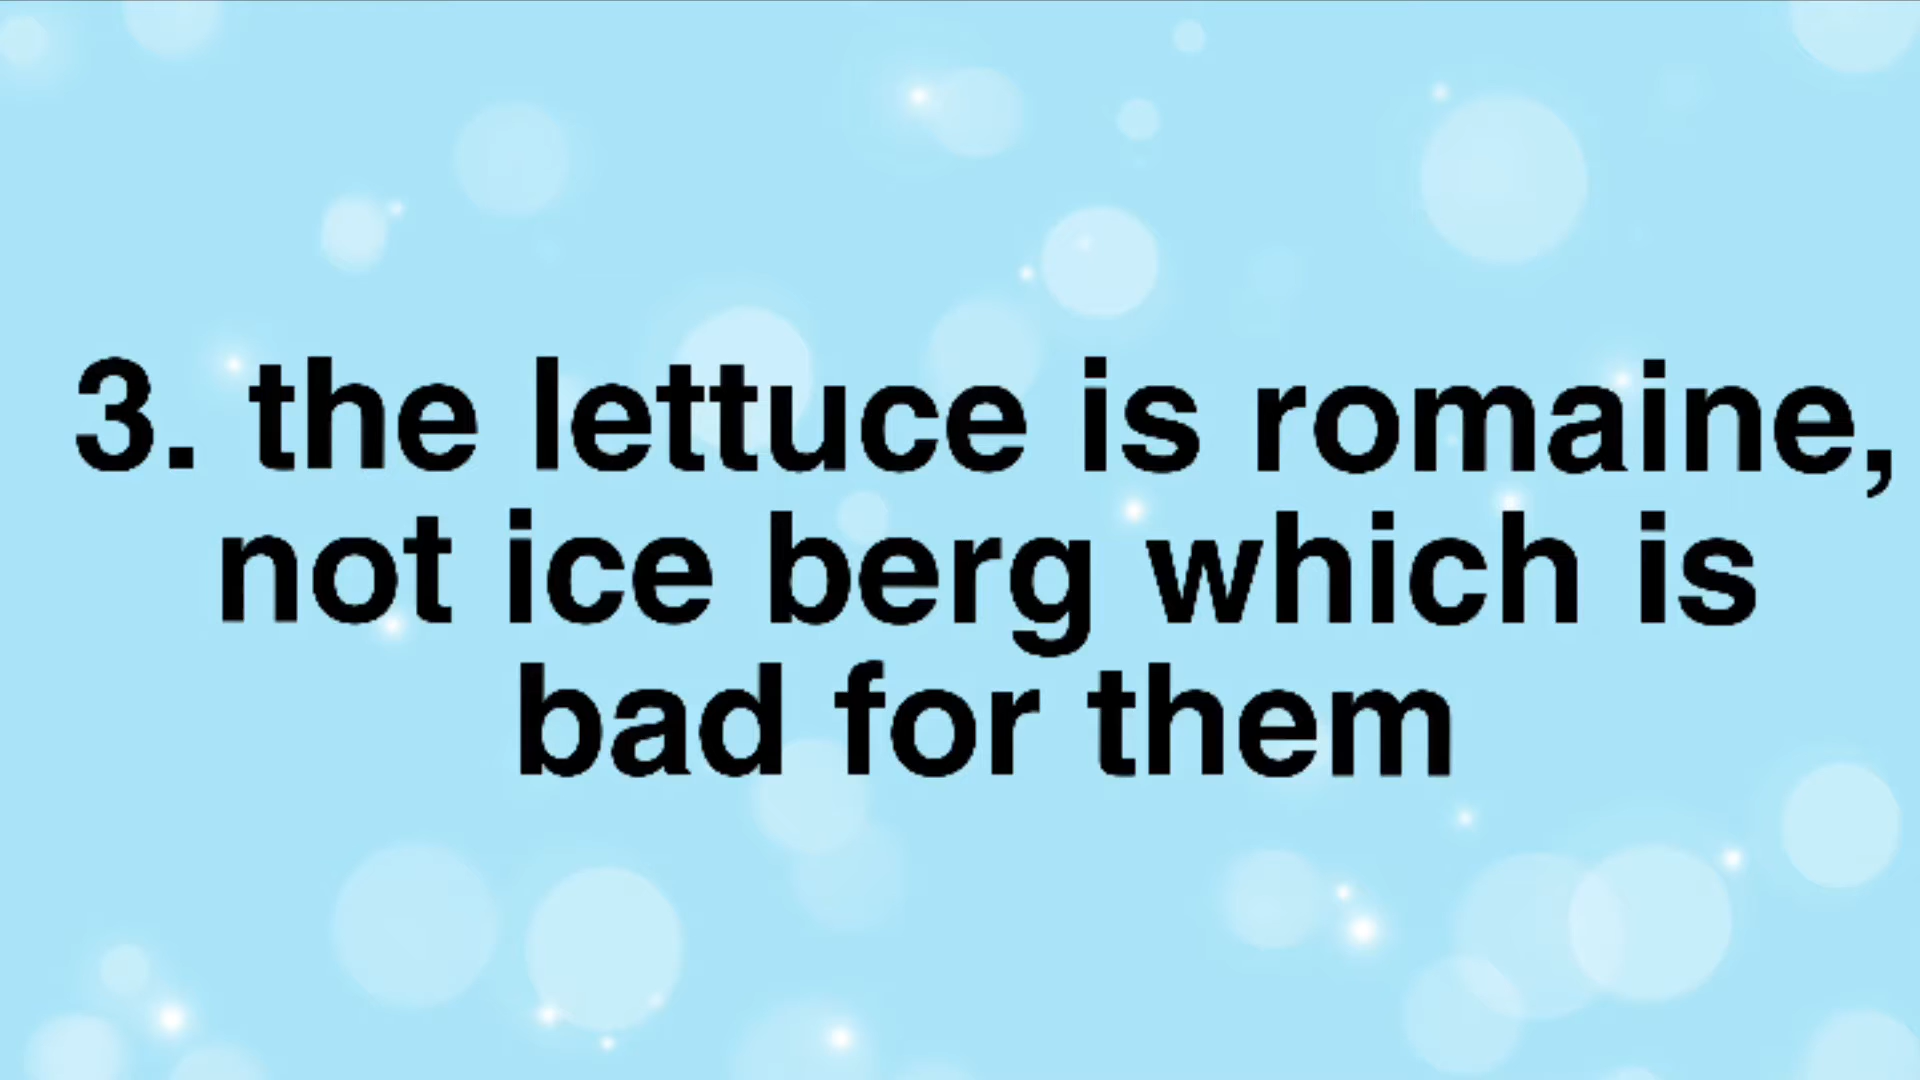 3. the lettuce is romaine,
not ice berg which is
bad for them